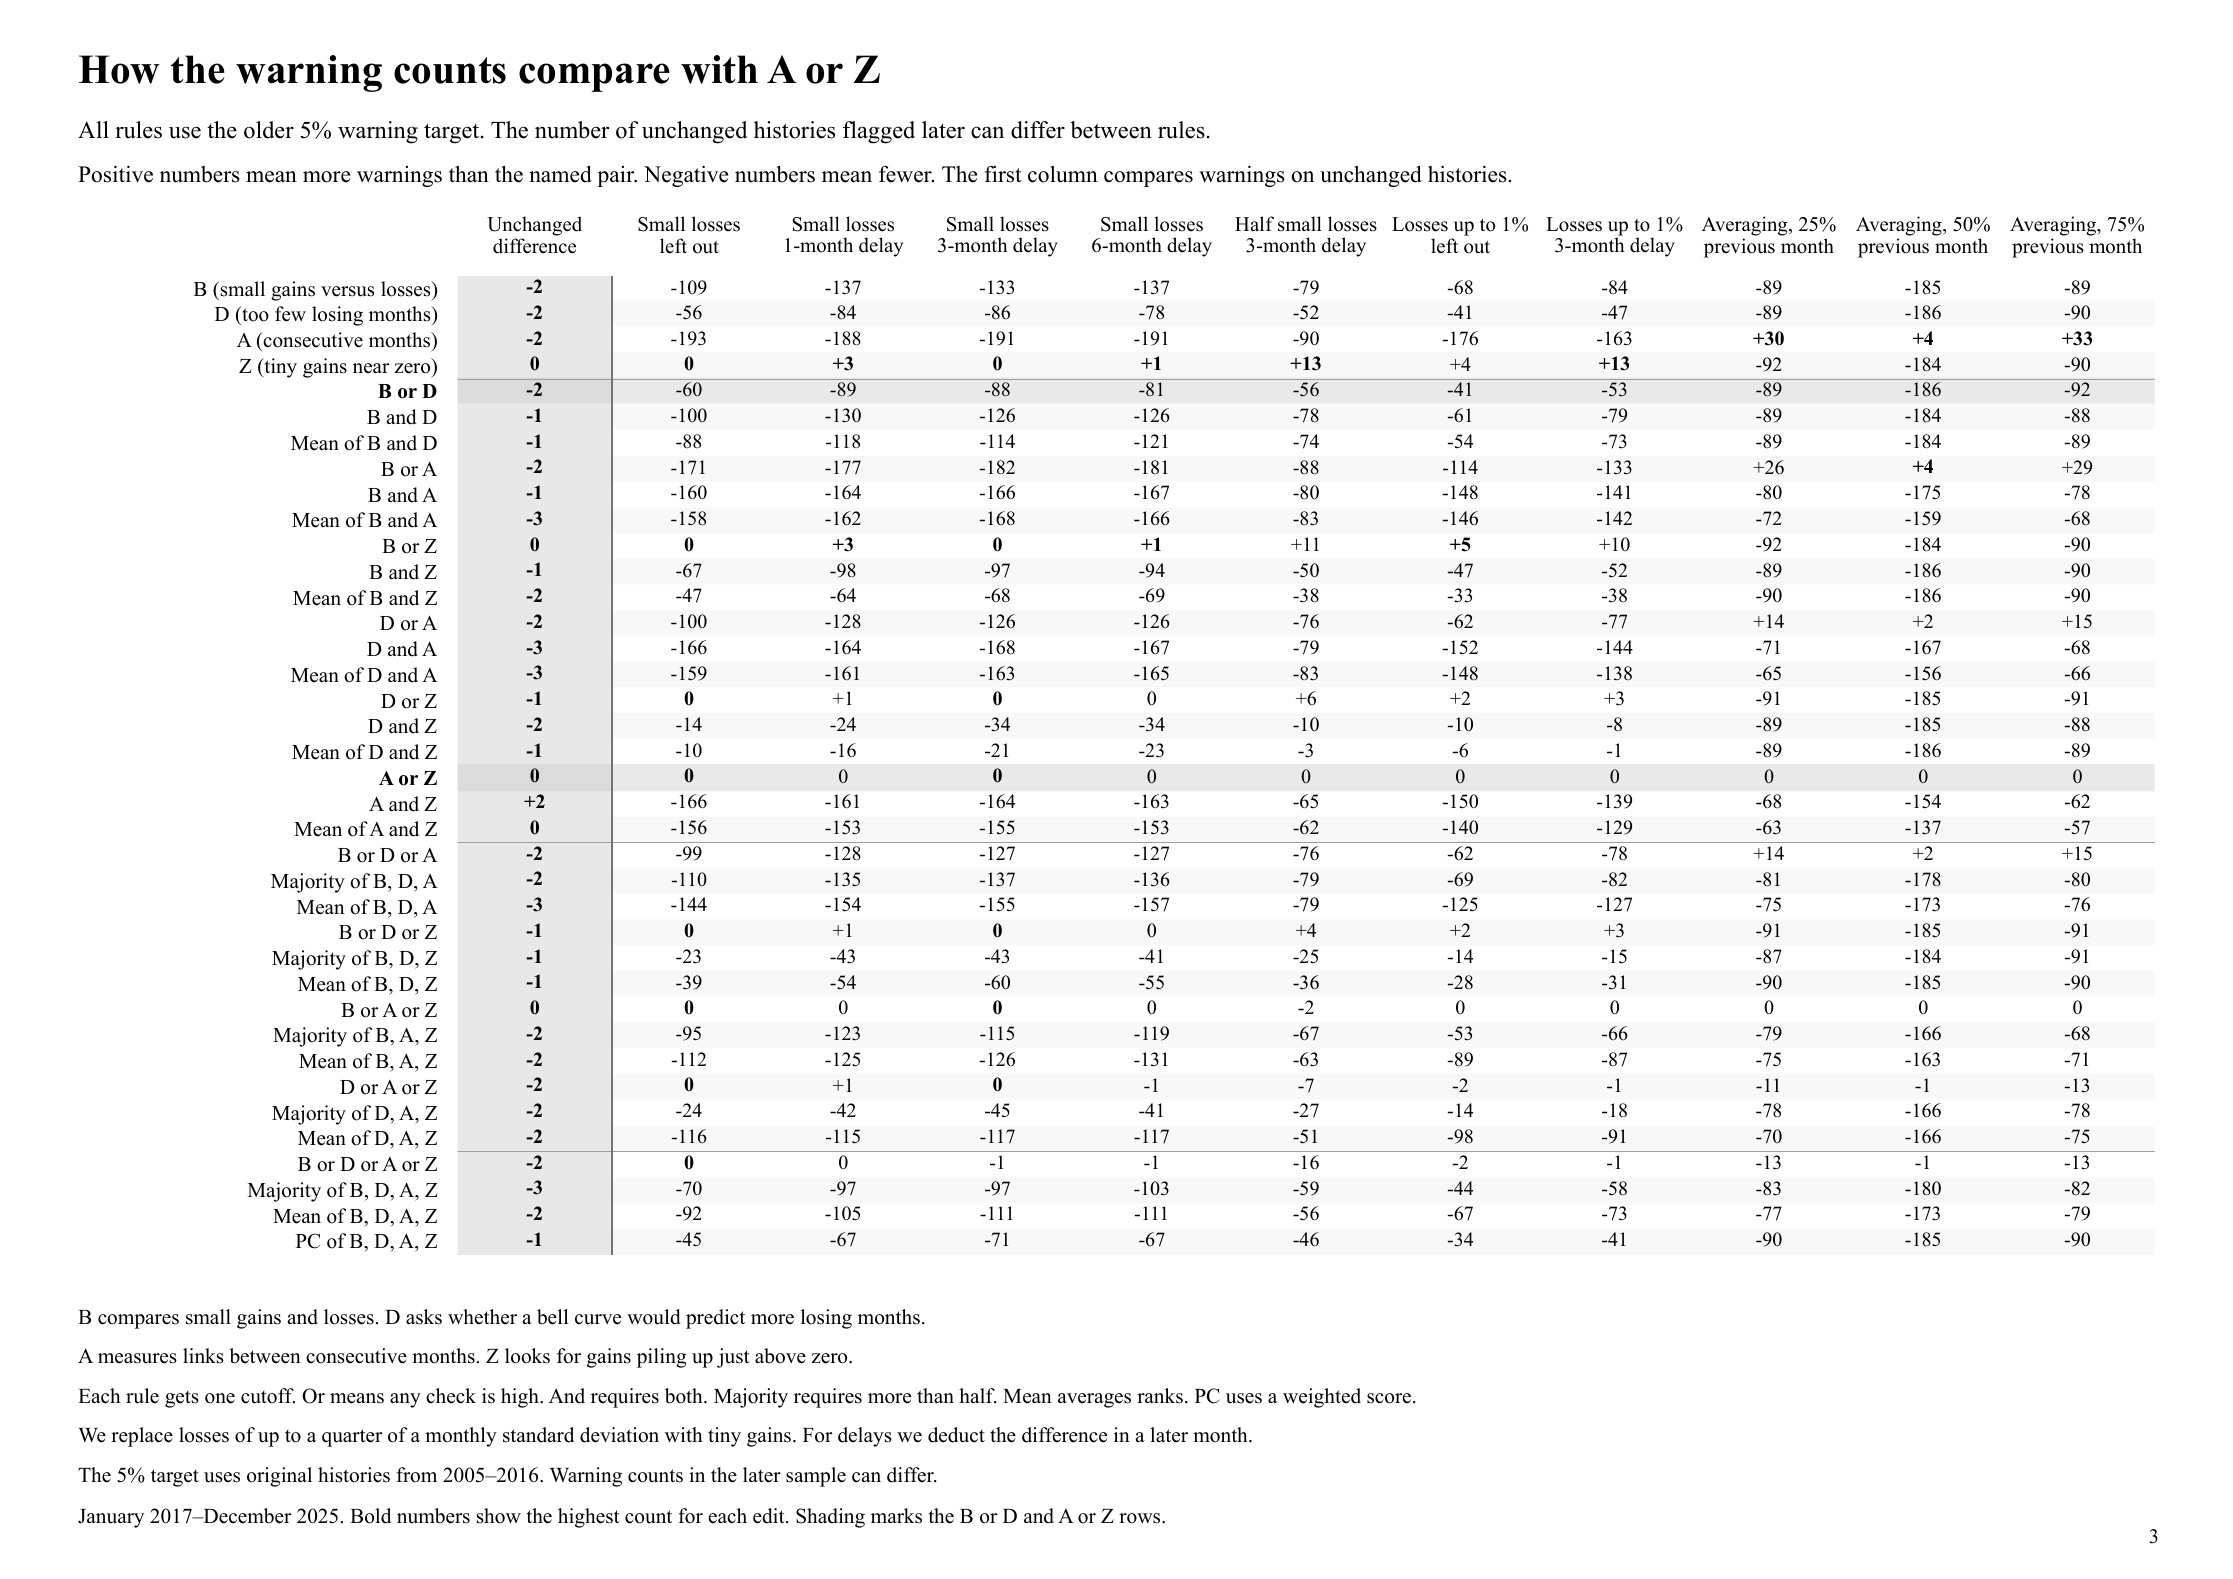 How the warning counts compare with A or Z
All rules use the older 5% warning target. The number of unchanged histories flagged later can differ between rules.
Positive numbers mean more warnings than the named pair. Negative numbers mean fewer. The first column compares warnings on unchanged histories.
Unchanged difference Small losses left out Small losses 1-month delay Small losses 3-month delay Small losses 6-month delay Half small losses 3-month delay Losses up to 1% left out Losses up to 1% 3-month delay Averaging, 25% previous month Averaging, 50% previous month Averaging, 75% previous month
B (small gains versus losses) -2 -109 -137 -133 -137 -79 -68 -84 -89 -185 -89
D (too few losing months) -2 -56 -84 -86 -78 -52 -41 -47 -89 -186 -90
A (consecutive months) -2 -193 -188 -191 -191 -90 -176 -163 +30 +4 +33
Z (tiny gains near zero) 0 0 +3 0 +1 +13 +4 +13 -92 -184 -90
B or D -2 -60 -89 -88 -81 -56 -41 -53 -89 -186 -92
B and D -1 -100 -130 -126 -126 -78 -61 -79 -89 -184 -88
Mean of B and D -1 -88 -118 -114 -121 -74 -54 -73 -89 -184 -89
B or A -2 -171 -177 -182 -181 -88 -114 -133 +26 +4 +29
B and A -1 -160 -164 -166 -167 -80 -148 -141 -80 -175 -78
Mean of B and A -3 -158 -162 -168 -166 -83 -146 -142 -72 -159 -68
B or Z 0 0 +3 0 +1 +11 +5 +10 -92 -184 -90
B and Z -1 -67 -98 -97 -94 -50 -47 -52 -89 -186 -90
Mean of B and Z -2 -47 -64 -68 -69 -38 -33 -38 -90 -186 -90
D or A -2 -100 -128 -126 -126 -76 -62 -77 +14 +2 +15
D and A -3 -166 -164 -168 -167 -79 -152 -144 -71 -167 -68
Mean of D and A -3 -159 -161 -163 -165 -83 -148 -138 -65 -156 -66
D or Z -1 0 +1 0 0 +6 +2 +3 -91 -185 -91
D and Z -2 -14 -24 -34 -34 -10 -10 -8 -89 -185 -88
Mean of D and Z -1 -10 -16 -21 -23 -3 -6 -1 -89 -186 -89
A or Z 0 0 0 0 0 0 0 0 0 0 0
A and Z +2 -166 -161 -164 -163 -65 -150 -139 -68 -154 -62
Mean of A and Z 0 -156 -153 -155 -153 -62 -140 -129 -63 -137 -57
B or D or A -2 -99 -128 -127 -127 -76 -62 -78 +14 +2 +15
Majority of B, D, A -2 -110 -135 -137 -136 -79 -69 -82 -81 -178 -80
Mean of B, D, A -3 -144 -154 -155 -157 -79 -125 -127 -75 -173 -76
B or D or Z -1 0 +1 0 0 +4 +2 +3 -91 -185 -91
Majority of B, D, Z -1 -23 -43 -43 -41 -25 -14 -15 -87 -184 -91
Mean of B, D, Z -1 -39 -54 -60 -55 -36 -28 -31 -90 -185 -90
B or A or Z 0 0 0 0 0 -2 0 0 0 0 0
Majority of B, A, Z -2 -95 -123 -115 -119 -67 -53 -66 -79 -166 -68
Mean of B, A, Z -2 -112 -125 -126 -131 -63 -89 -87 -75 -163 -71
D or A or Z -2 0 +1 0 -1 -7 -2 -1 -11 -1 -13
Majority of D, A, Z -2 -24 -42 -45 -41 -27 -14 -18 -78 -166 -78
Mean of D, A, Z -2 -116 -115 -117 -117 -51 -98 -91 -70 -166 -75
B or D or A or Z -2 0 0 -1 -1 -16 -2 -1 -13 -1 -13
Majority of B, D, A, Z -3 -70 -97 -97 -103 -59 -44 -58 -83 -180 -82
Mean of B, D, A, Z -2 -92 -105 -111 -111 -56 -67 -73 -77 -173 -79
PC of B, D, A, Z -1 -45 -67 -71 -67 -46 -34 -41 -90 -185 -90
B compares small gains and losses. D asks whether a bell curve would predict more losing months.
A measures links between consecutive months. Z looks for gains piling up just above zero.
Each rule gets one cutoff. Or means any check is high. And requires both. Majority requires more than half. Mean averages ranks. PC uses a weighted score.
We replace losses of up to a quarter of a monthly standard deviation with tiny gains. For delays we deduct the difference in a later month.
The 5% target uses original histories from 2005–2016. Warning counts in the later sample can differ.
January 2017–December 2025. Bold numbers show the highest count for each edit. Shading marks the B or D and A or Z rows.
3